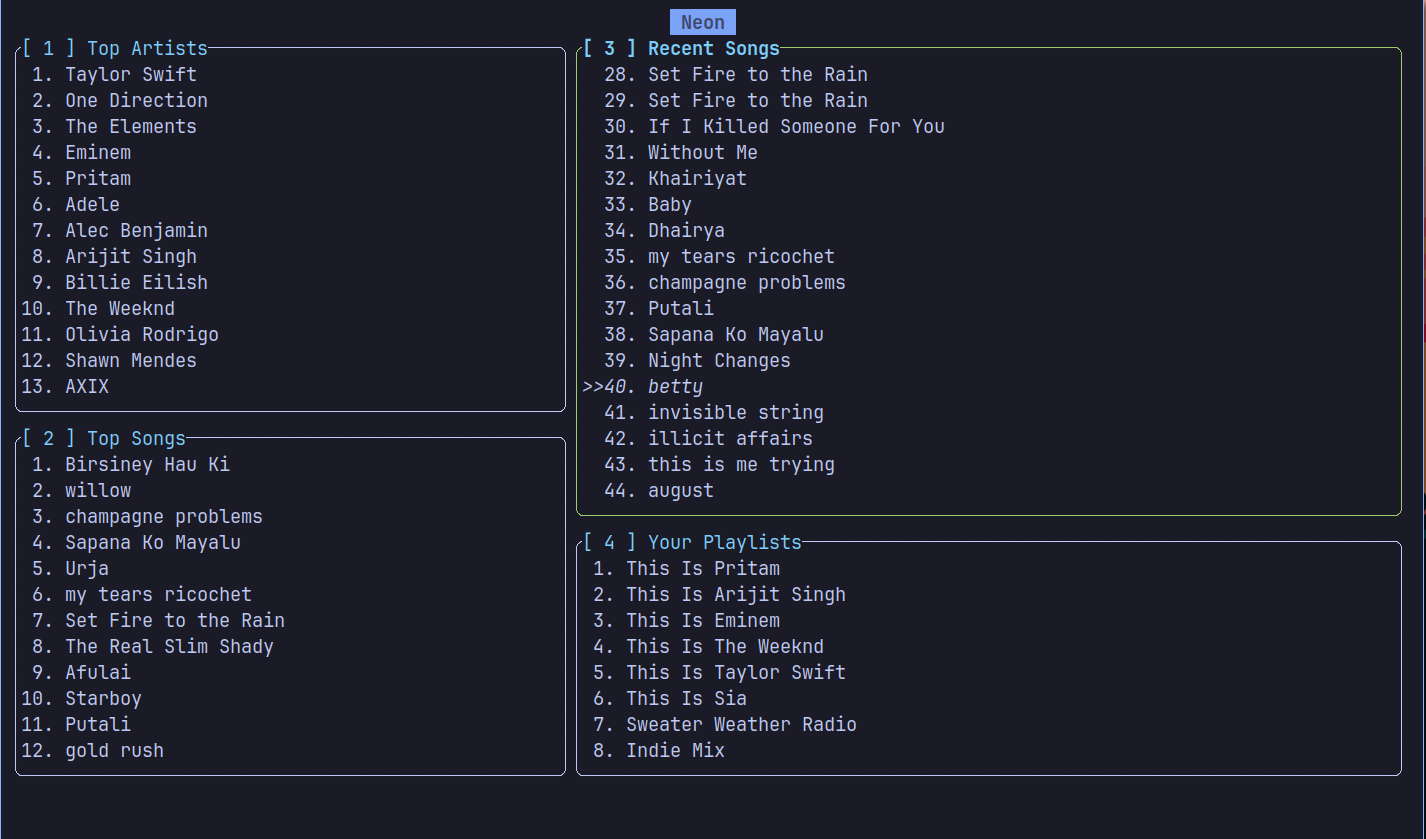 Neon
[ 1 ] Top Artists
1. Taylor Swift
2. One Direction
3. The Elements
4. Eminem
5. Pritam
6. Adele
7. Alec Benjamin
8. Arijit Singh
9. Billie Eilish
10. The Weeknd
11. Olivia Rodrigo
12. Shawn Mendes
13. AXIX
[ 2 ] Top Songs
1. Birsiney Hau Ki
2. willow
3. champagne problems
4. Sapana Ko Mayalu
5. Urja
6. my tears ricochet
7. Set Fire to the Rain
8. The Real Slim Shady
9. Afulai
10. Starboy
11. Putali
12. gold rush
[ 3 ] Recent Songs
28. Set Fire to the Rain
29. Set Fire to the Rain
30. If I Killed Someone For You
31. Without Me
32. Khairiyat
33. Baby
34. Dhairya
35. my tears ricochet
36. champagne problems
37. Putali
38. Sapana Ko Mayalu
39. Night Changes
>>40. betty
41. invisible string
42. illicit affairs
43. this is me trying
44. august
[ 4 ] Your Playlists
1. This Is Pritam
2. This Is Arijit Singh
3. This Is Eminem
4. This Is The Weeknd
5. This Is Taylor Swift
6. This Is Sia
7. Sweater Weather Radio
8. Indie Mix